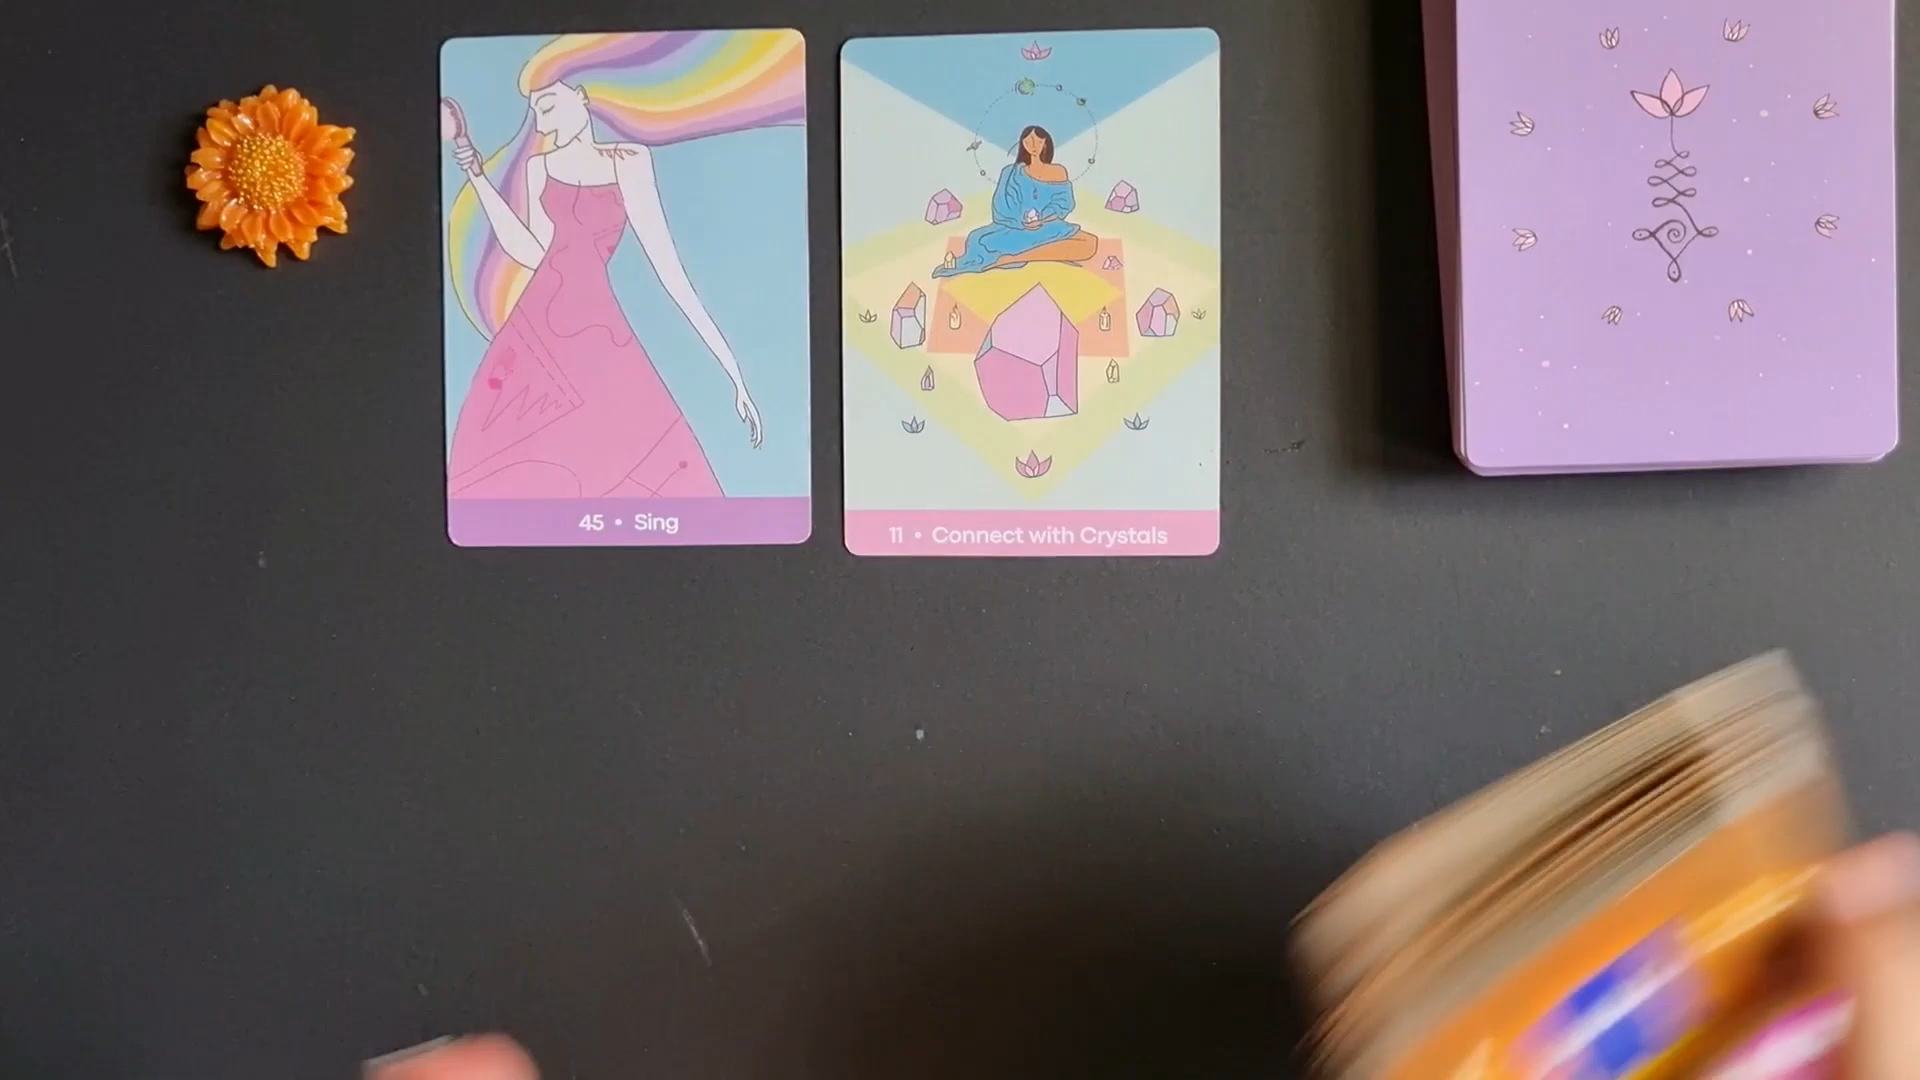 45 • Sing
11 • Connect with Crystals